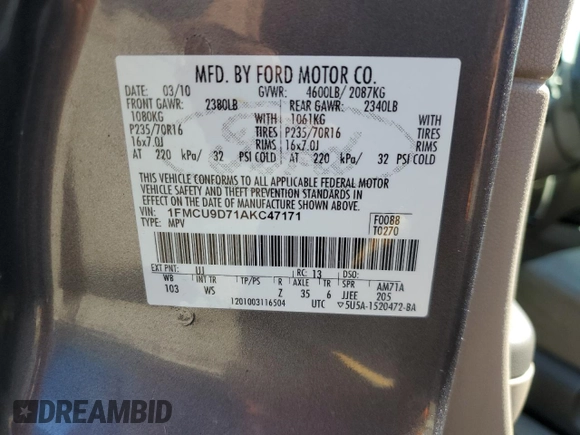 MFD. BY FORD MOTOR CO.
DATE: 03/10 GVWR: 4600LB/ 2087KG
FRONT GAWR: 2380LB REAR GAWR: 2340LB
1080KG WITH 1061KG WITH
P235/70R16 TIRES P235/70R16 TIRES
16x7.0J RIMS 16x7.0J RIMS
AT 220 kPa/ 32 PSI COLD AT 220 kPa/ 32 PSI COLD
THIS VEHICLE CONFORMS TO ALL APPLICABLE FEDERAL MOTOR
VEHICLE SAFETY AND THEFT PREVENTION STANDARDS IN
EFFECT ON THE DATE OF MANUFACTURE SHOWN ABOVE.
VIN: 1FMCU9D71AKC47171 F0088
TYPE: MPV T0270
EXT PNT: UJ RC: 13 DSO:
WB INT TR TP/PS R AXLE TR SPR AM71A
103 WS Z 35 6 JJEE 205
1201003116504 UTC ▽5U5A-1520472-BA
DREAMBID